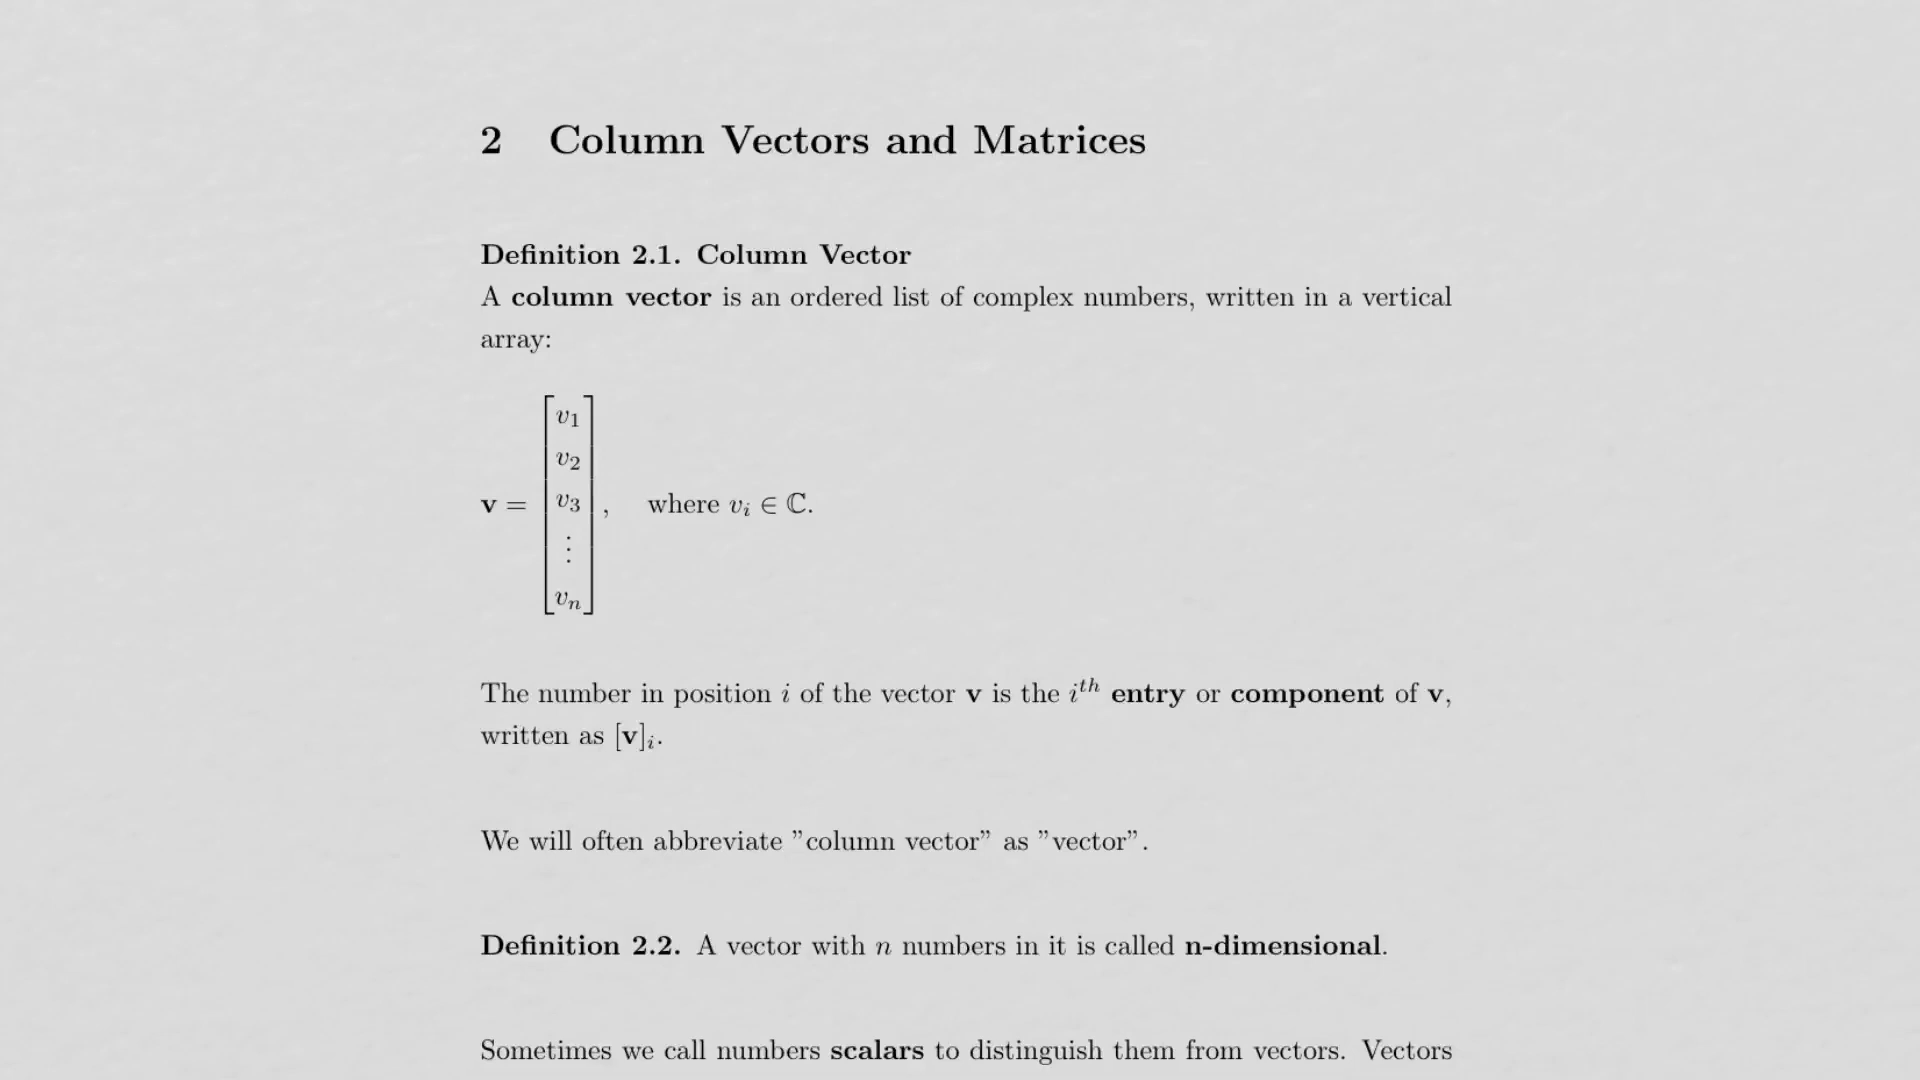 2 Column Vectors and Matrices
Definition 2.1. Column Vector
A column vector is an ordered list of complex numbers, written in a vertical
array:
v = [v₁ v₂ v₃ ⋮ vₙ], where vᵢ ∈ ℂ.
The number in position i of the vector v is the iᵗʰ entry or component of v,
written as [v]ᵢ.
We will often abbreviate ”column vector” as ”vector”.
Definition 2.2. A vector with n numbers in it is called n-dimensional.
Sometimes we call numbers scalars to distinguish them from vectors. Vectors